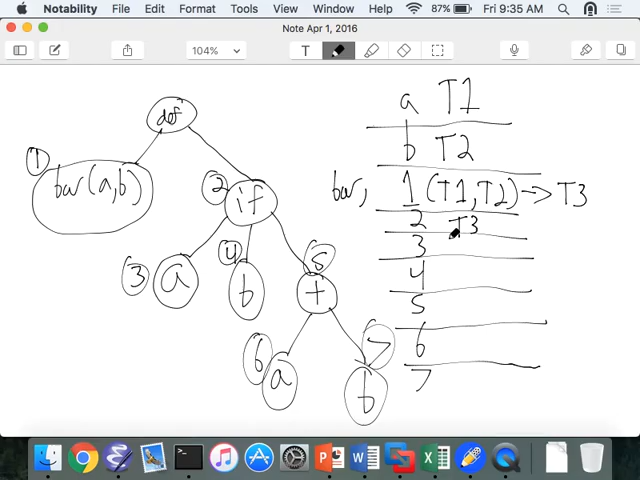 Notability File Edit Format Tools Window Help 87% Fri 9:35 AM
Note Apr 1, 2016
104% T
def
1 bar(a,b)
2 if
3 a
4 b
5 +
6 a
7 b
a T1
b T2
bar, 1 (T1,T2) -> T3
2 T3
3
4
5
6
7